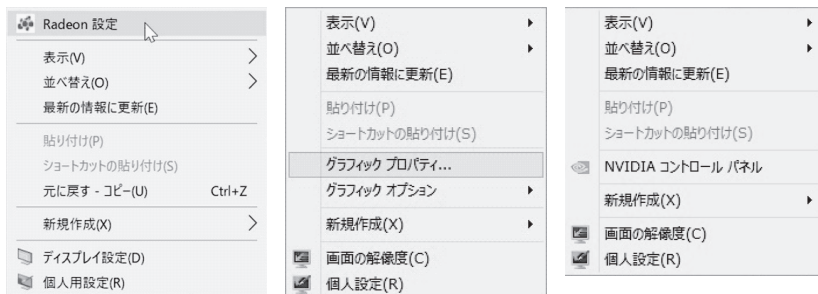 Radeon 設定
表示(V)
並べ替え(O)
最新の情報に更新(E)
貼り付け(P)
ショートカットの貼り付け(S)
元に戻す - コピー(U) Ctrl+Z
新規作成(X)
ディスプレイ設定(D)
個人用設定(R)
表示(V)
並べ替え(O)
最新の情報に更新(E)
貼り付け(P)
ショートカットの貼り付け(S)
グラフィック プロパティ...
グラフィック オプション
新規作成(X)
画面の解像度(C)
個人設定(R)
表示(V)
並べ替え(O)
最新の情報に更新(E)
貼り付け(P)
ショートカットの貼り付け(S)
NVIDIA コントロール パネル
新規作成(X)
画面の解像度(C)
個人設定(R)